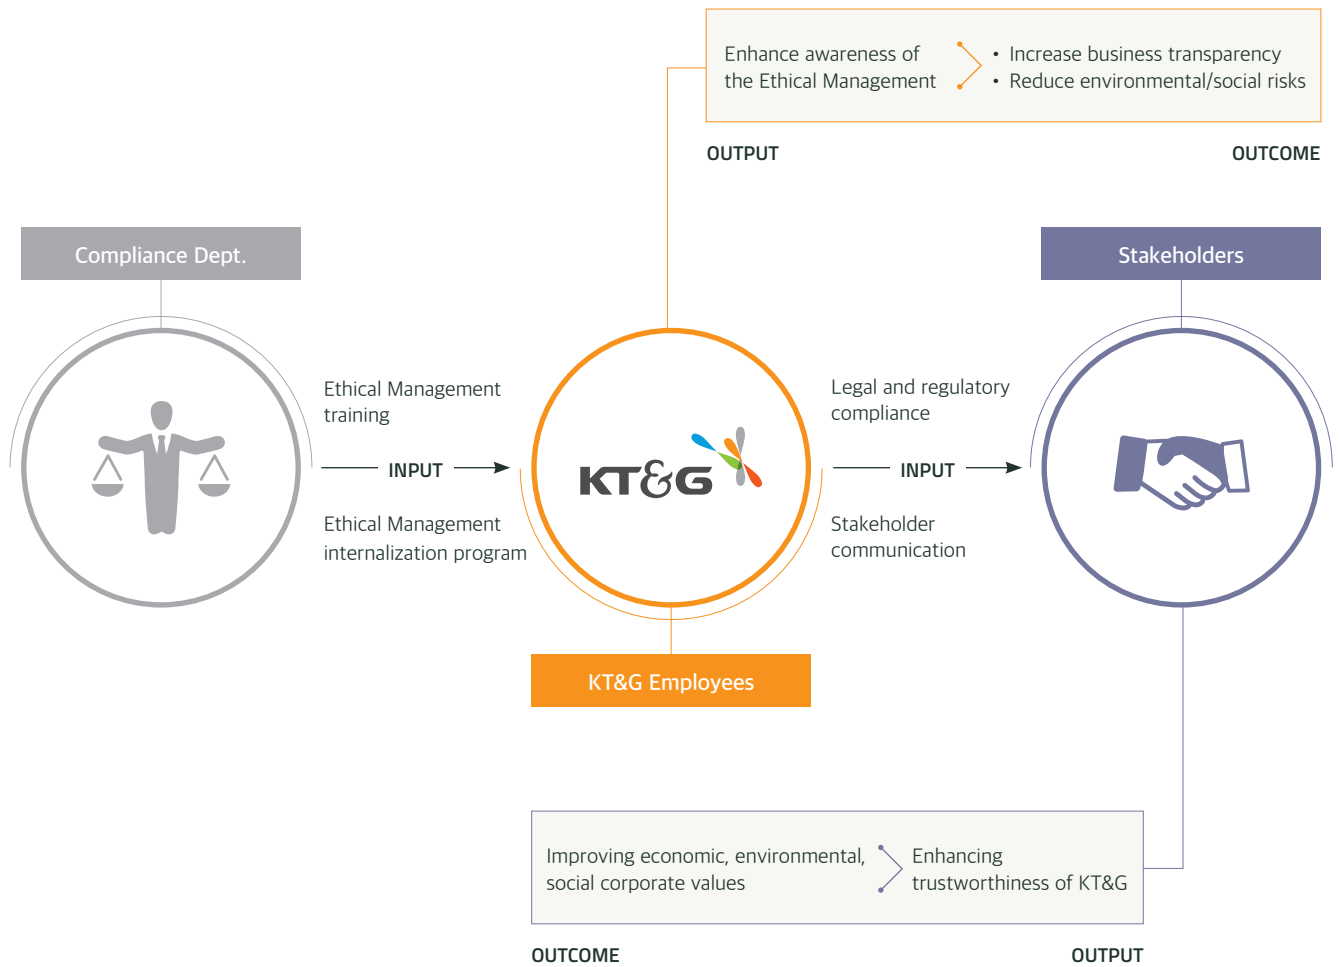 Enhance awareness of
the Ethical Management
• Increase business transparency
• Reduce environmental/social risks
OUTPUT
OUTCOME
Compliance Dept.
Stakeholders
Ethical Management
training
INPUT
Ethical Management
internalization program
KT&G
Legal and regulatory
compliance
INPUT
Stakeholder
communication
KT&G Employees
Improving economic, environmental,
social corporate values
Enhancing
trustworthiness of KT&G
OUTCOME
OUTPUT